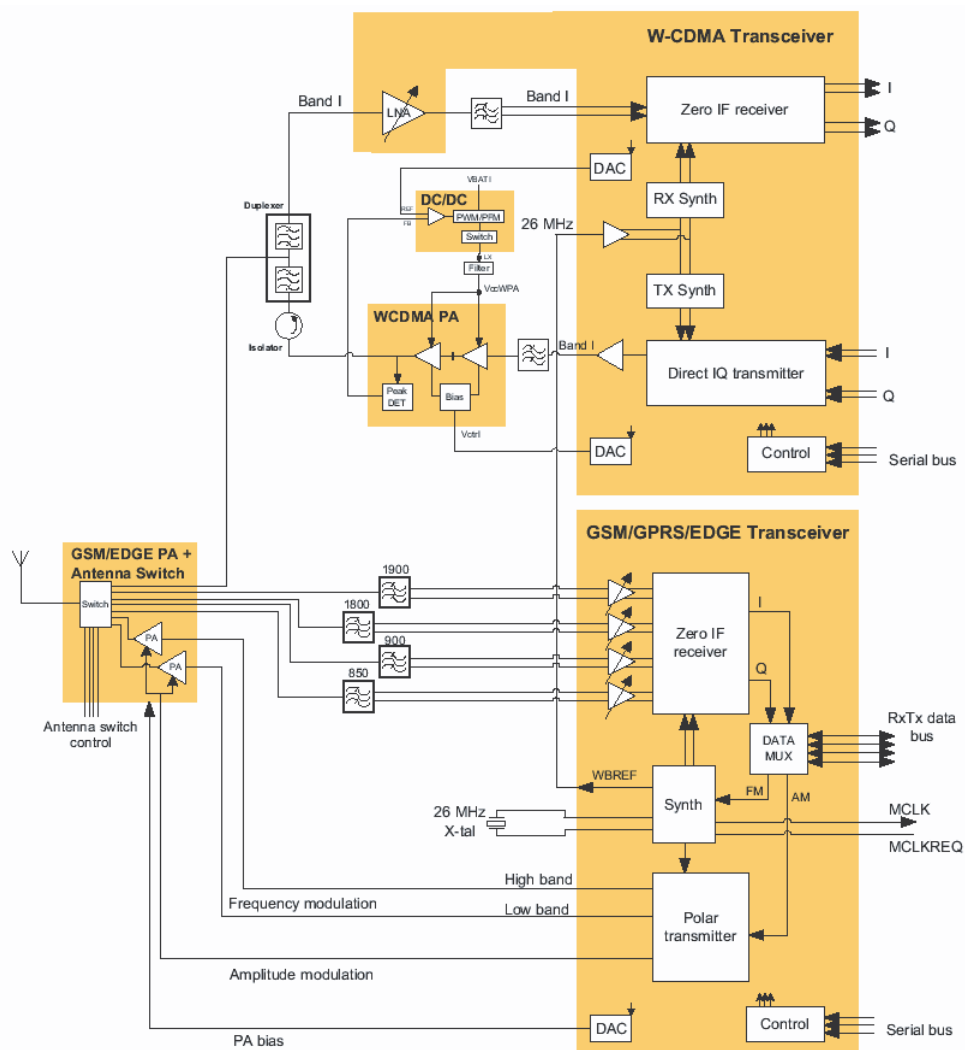 W-CDMA Transceiver
Band I
LNA
Band I
Zero IF receiver
I
Q
DAC
VBAT I
DC/DC
REF
FB
PWM/PFM
Switch
LX
Filter
VccWPA
RX Synth
26 MHz
TX Synth
Duplexer
Isolator
WCDMA PA
Band I
Direct IQ transmitter
I
Q
Peak
DET
Bias
Vctrl
DAC
Control
Serial bus
GSM/GPRS/EDGE Transceiver
GSM/EDGE PA +
Antenna Switch
Switch
PA
PA
Antenna switch
control
1900
1800
900
850
Zero IF
receiver
I
Q
DATA
MUX
RxTx data
bus
WBREF
FM
AM
Synth
26 MHz
X-tal
MCLK
MCLKREQ
High band
Frequency modulation
Low band
Polar
transmitter
Amplitude modulation
DAC
PA bias
Control
Serial bus